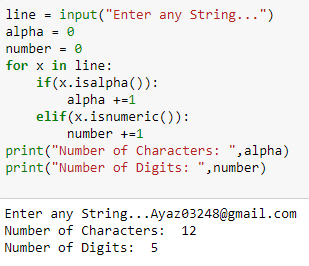 line = input("Enter any String...")
alpha = 0
number = 0
for x in line:
    if(x.isalpha()):
        alpha +=1
    elif(x.isnumeric()):
        number +=1
print("Number of Characters: ",alpha)
print("Number of Digits: ",number)
Enter any String...Ayaz03248@gmail.com
Number of Characters:  12
Number of Digits:  5